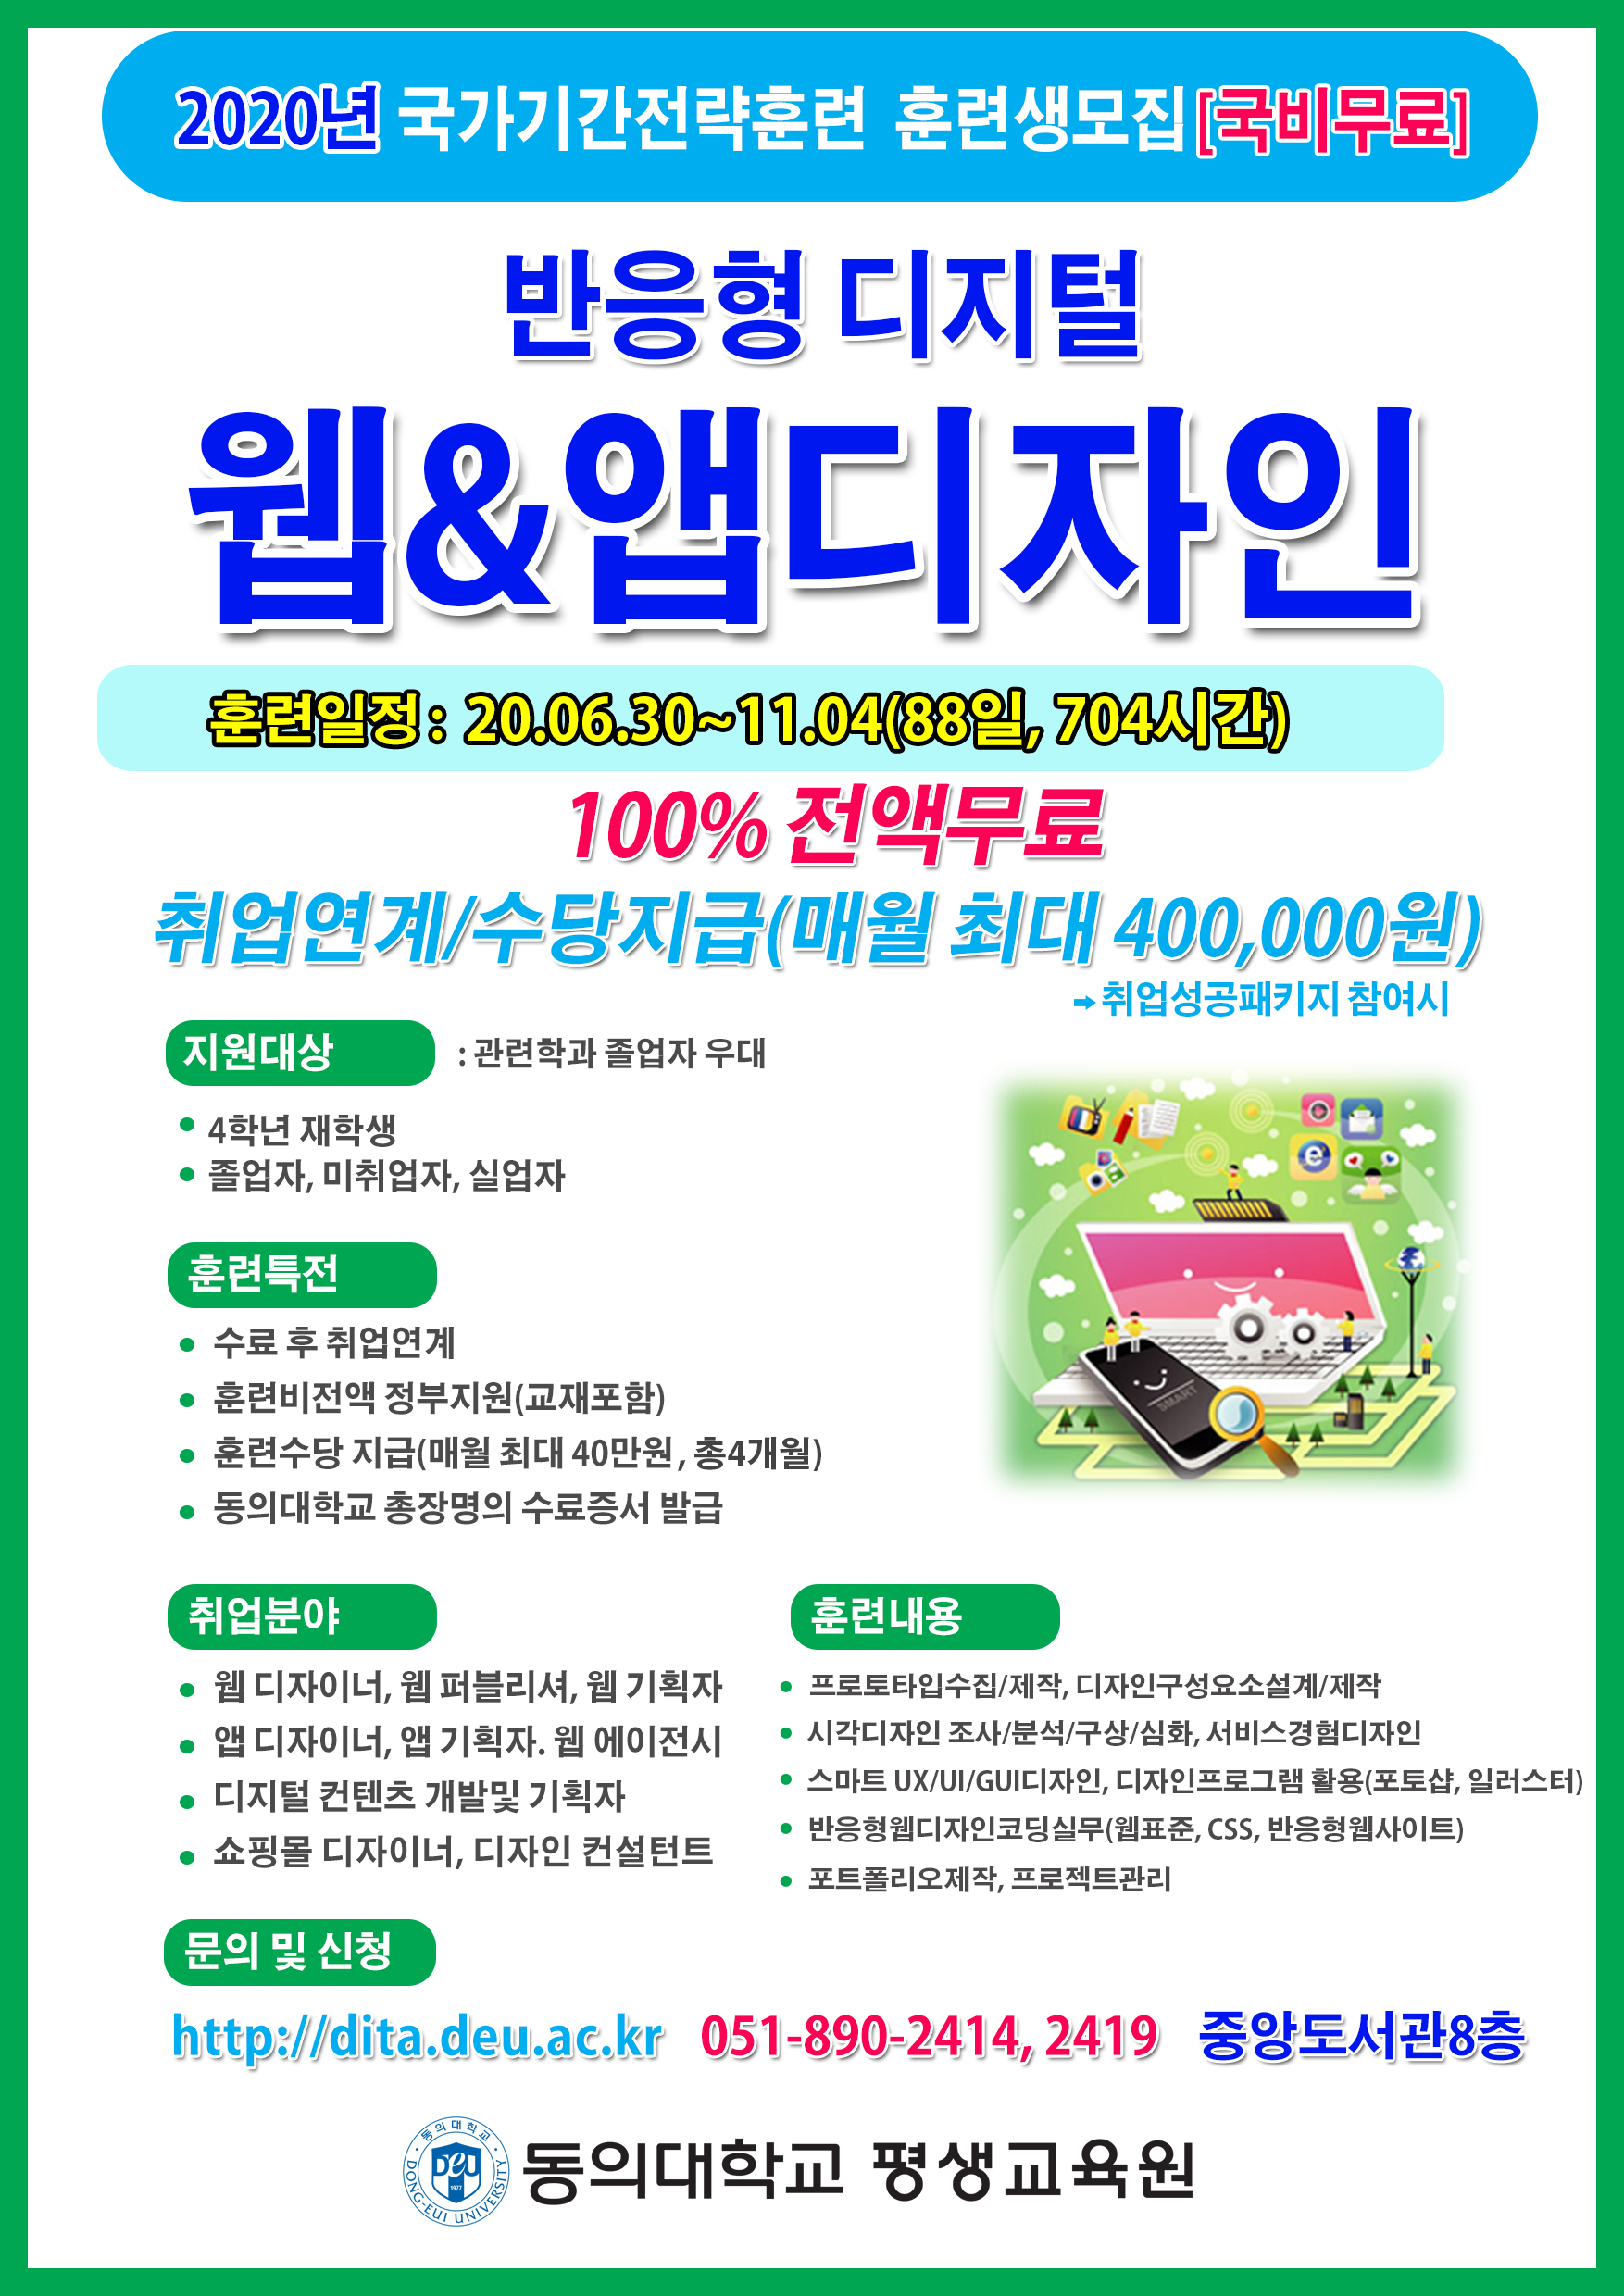 2020년 국가기간전략훈련 훈련생모집 [국비무료]
반응형 디지털
웹&앱디자인
훈련일정 : 20.06.30~11.04(88일, 704시간)
100% 전액무료
취업연계/수당지급(매월 최대 400,000원)
➡ 취업성공패키지 참여시
지원대상 : 관련학과 졸업자 우대
• 4학년 재학생
• 졸업자, 미취업자, 실업자
SMART
훈련특전
• 수료 후 취업연계
• 훈련비전액 정부지원(교재포함)
• 훈련수당 지급(매월 최대 40만원, 총4개월)
• 동의대학교 총장명의 수료증서 발급
취업분야
• 웹 디자이너, 웹 퍼블리셔, 웹 기획자
• 앱 디자이너, 앱 기획자. 웹 에이전시
• 디지털 컨텐츠 개발및 기획자
• 쇼핑몰 디자이너, 디자인 컨설턴트
훈련내용
• 프로토타입수집/제작, 디자인구성요소설계/제작
• 시각디자인 조사/분석/구상/심화, 서비스경험디자인
• 스마트 UX/UI/GUI디자인, 디자인프로그램 활용(포토샵, 일러스터)
• 반응형웹디자인코딩실무(웹표준, CSS, 반응형웹사이트)
• 포트폴리오제작, 프로젝트관리
문의 및 신청
http://dita.deu.ac.kr 051-890-2414, 2419 중앙도서관8층
동의대학교
DEU
1977
DONG-EUI UNIVERSITY
동의대학교 평생교육원